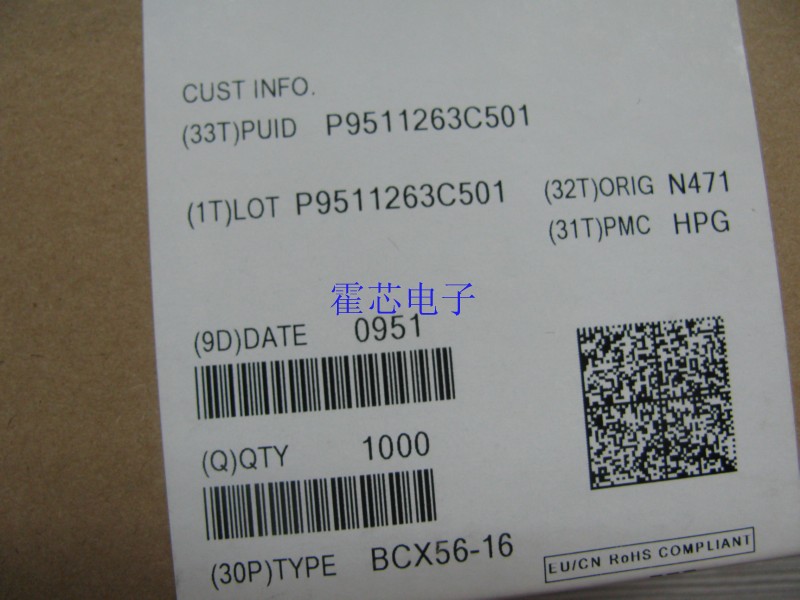 CUST INFO.
(33T)PUID P9511263C501
(1T)LOT P9511263C501 (32T)ORIG N471
(31T)PMC HPG
霍芯电子
(9D)DATE 0951
(Q)QTY 1000
(30P)TYPE BCX56-16
EU/CN RoHS COMPLIANT